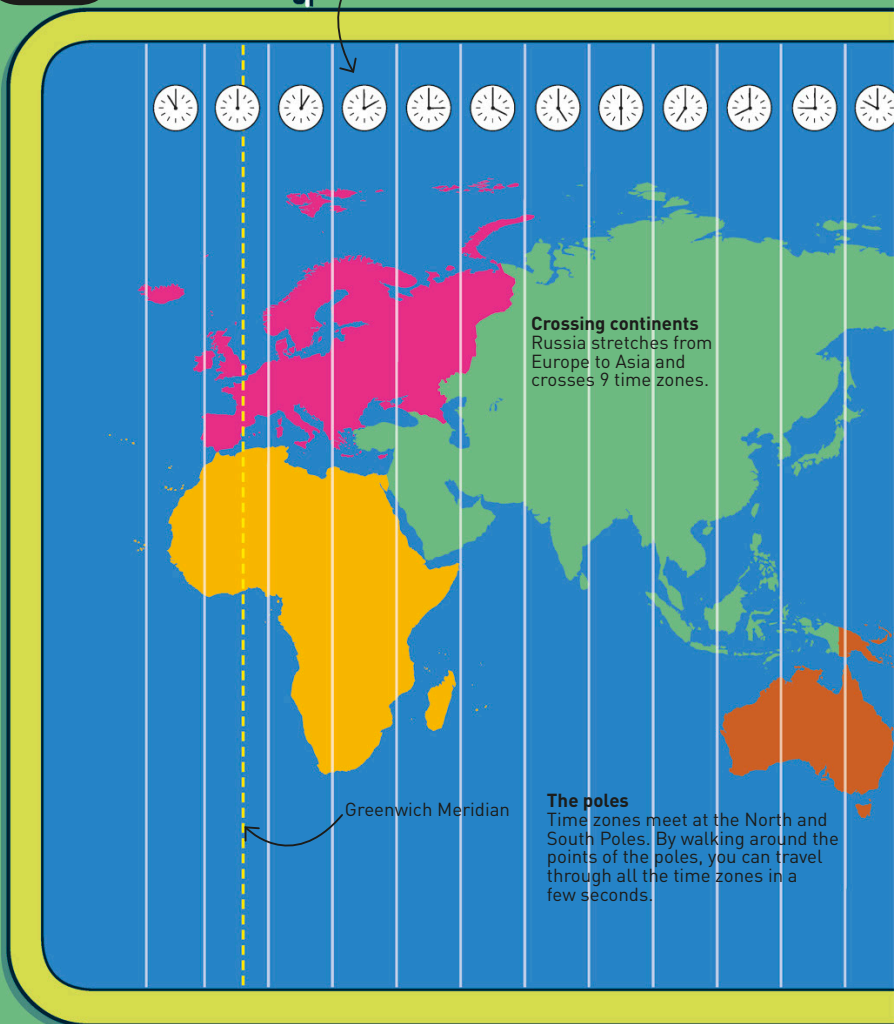 Crossing continents
Russia stretches from
Europe to Asia and
crosses 9 time zones.
Greenwich Meridian
The poles
Time zones meet at the North and
South Poles. By walking around the
points of the poles, you can travel
through all the time zones in a
few seconds.